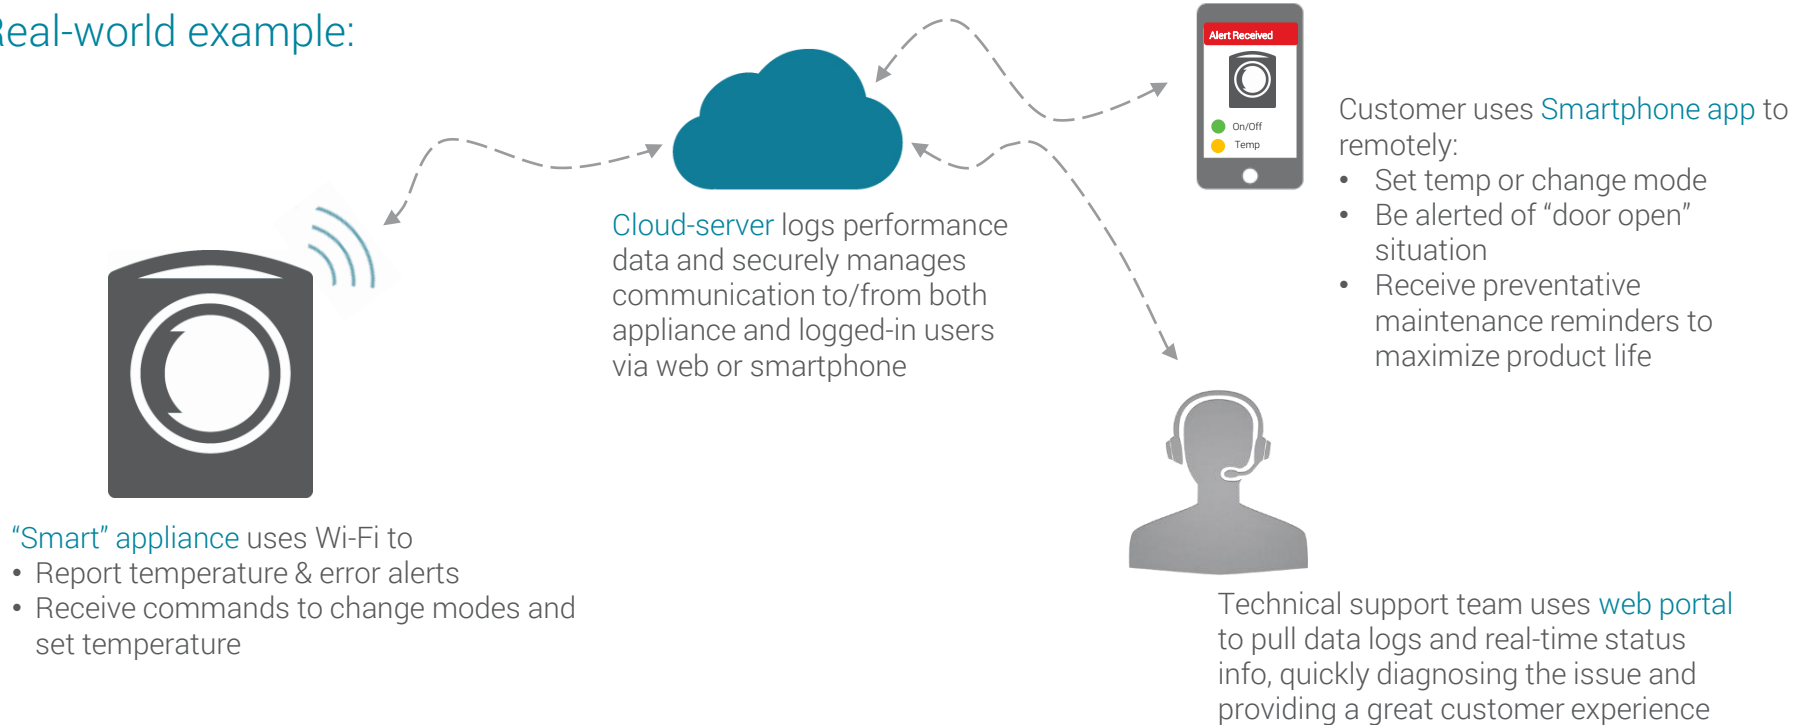 Real-world example:
Alert Received
On/Off
Temp
Customer uses Smartphone app to
remotely:
• Set temp or change mode
• Be alerted of “door open”
situation
• Receive preventative
maintenance reminders to
maximize product life
Cloud-server logs performance
data and securely manages
communication to/from both
appliance and logged-in users
via web or smartphone
“Smart” appliance uses Wi-Fi to
• Report temperature & error alerts
• Receive commands to change modes and
set temperature
Technical support team uses web portal
to pull data logs and real-time status
info, quickly diagnosing the issue and
providing a great customer experience